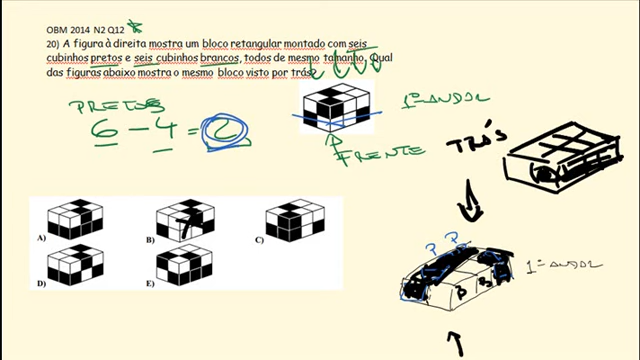 OBM 2014 N2 Q12
20) A figura à direita mostra um bloco retangular montado com seis
cubinhos pretos e seis cubinhos brancos, todos de mesmo tamanho. Qual
das figuras abaixo mostra o mesmo bloco visto por trás?
PRETOS
6 - 4 = 2
1º ANDAR
FRENTE
TRÁS
A)
B)
C)
D)
E)
P P
B B
1º ANDAR